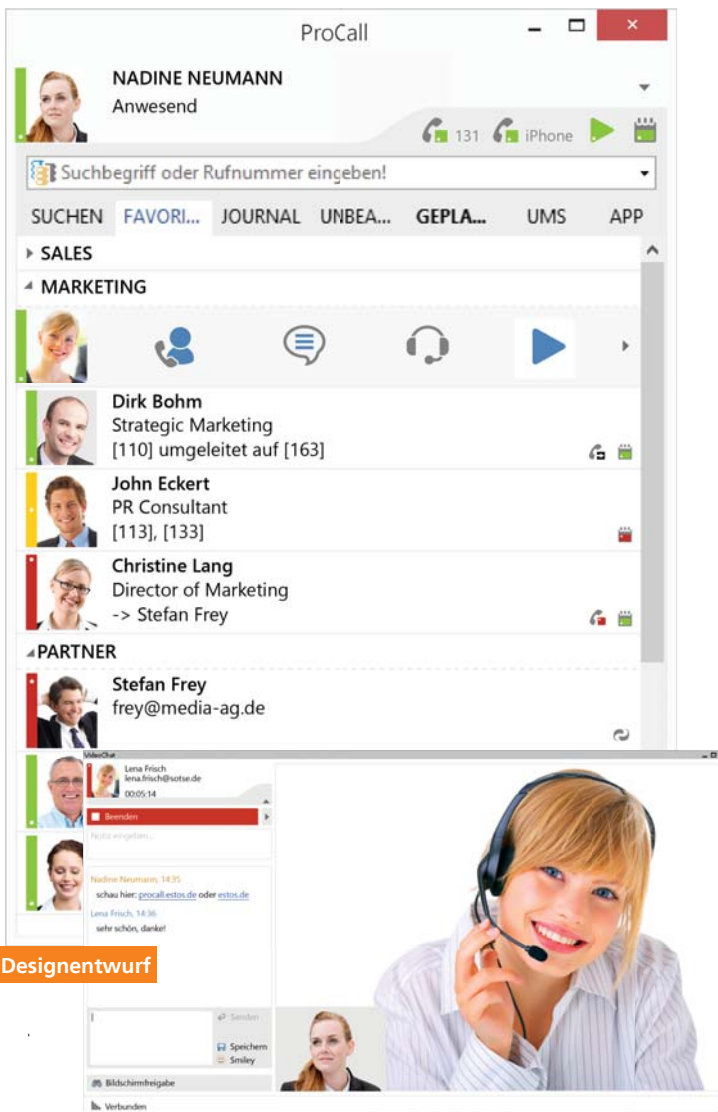 ProCall
NADINE NEUMANN
Anwesend
131 iPhone
Suchbegriff oder Rufnummer eingeben!
SUCHEN FAVORI... JOURNAL UNBEA... GEPLA... UMS APP
SALES
MARKETING
Dirk Bohm
Strategic Marketing
[110] umgeleitet auf [163]
John Eckert
PR Consultant
[113], [133]
Christine Lang
Director of Marketing
-> Stefan Frey
PARTNER
Stefan Frey
frey@media-ag.de
VideoChat
Lena Frisch
lena.frisch@sotse.de
00:05:14
Beenden
Notiz eingeben...
Nadine Neumann, 14:35
schau hier: procall.estos.de oder estos.de
Lena Frisch, 14:36
sehr schön, danke!
Designentwurf
Senden
Speichern
Smiley
Bildschirmfreigabe
Verbunden